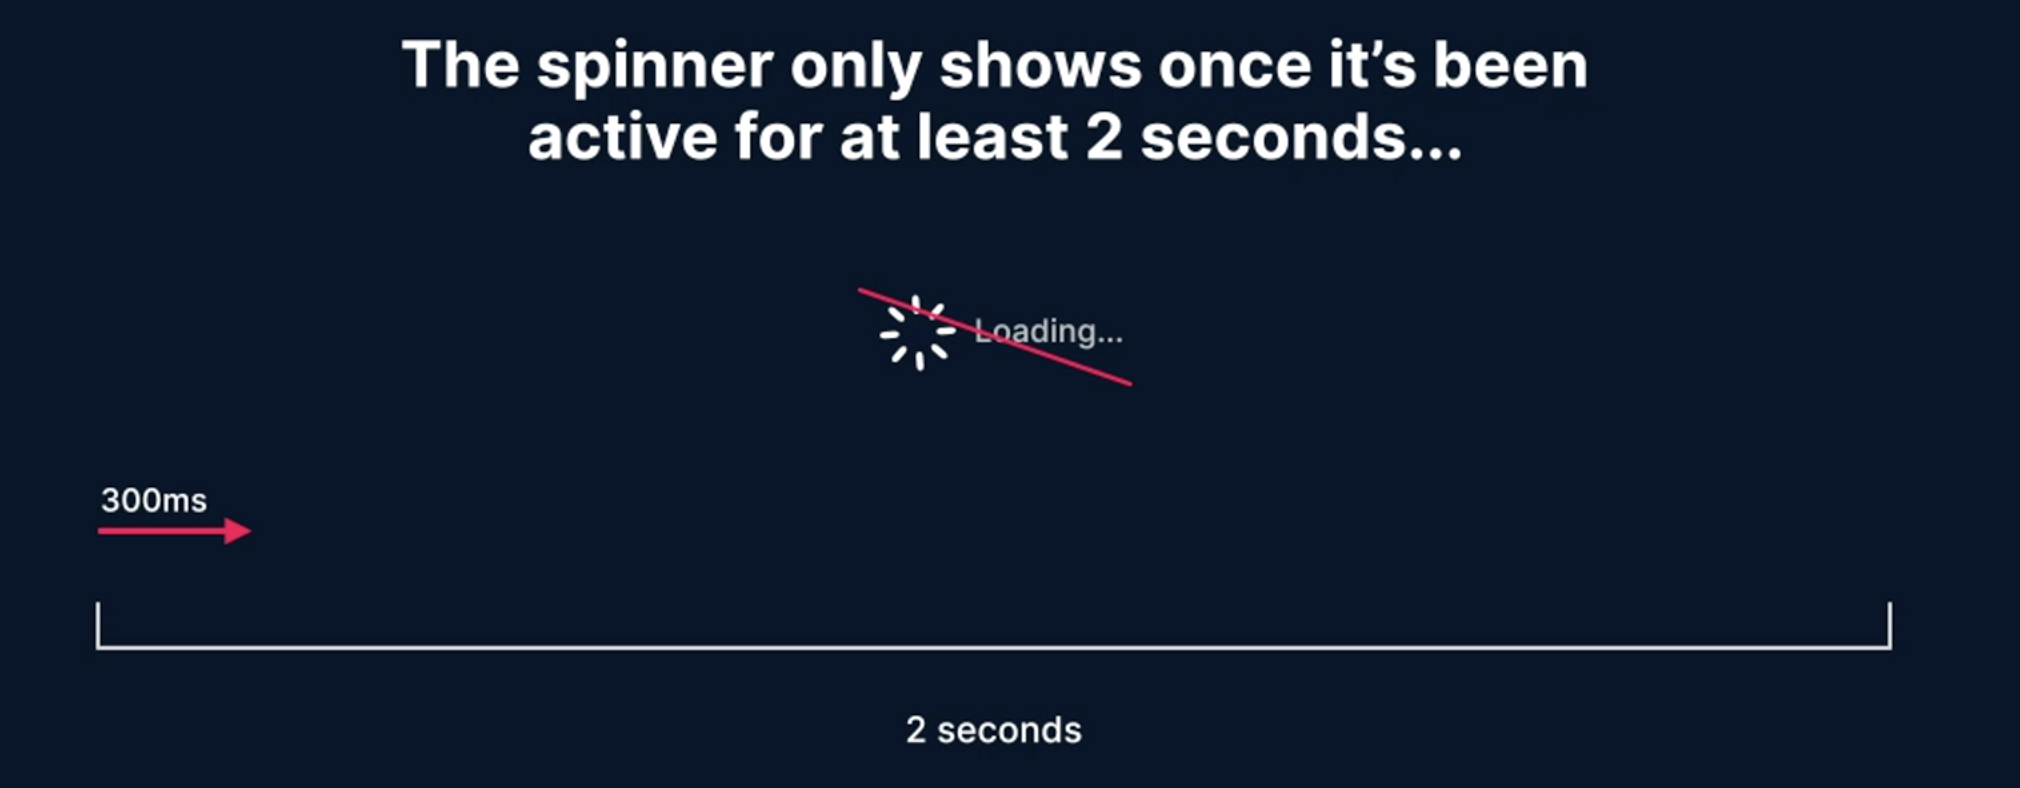 The spinner only shows once it’s been
active for at least 2 seconds...
Loading...
300ms
2 seconds